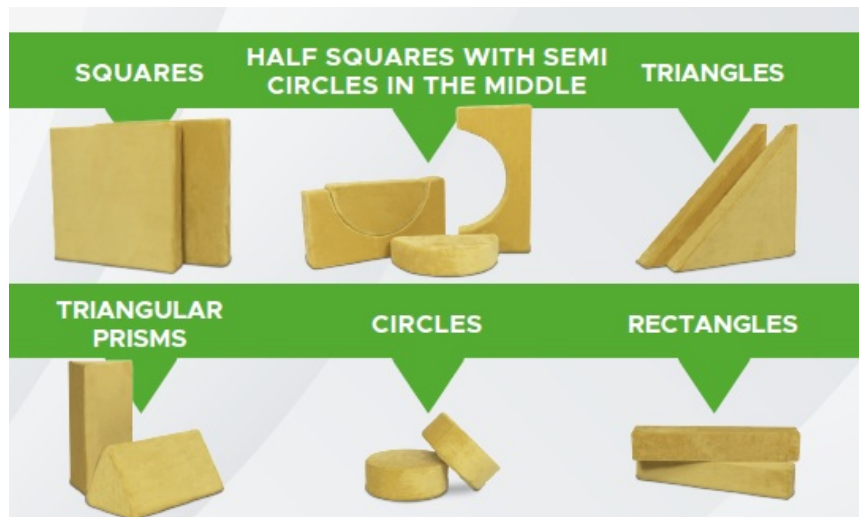 SQUARES
HALF SQUARES WITH SEMI
CIRCLES IN THE MIDDLE
TRIANGLES
TRIANGULAR
PRISMS
CIRCLES
RECTANGLES